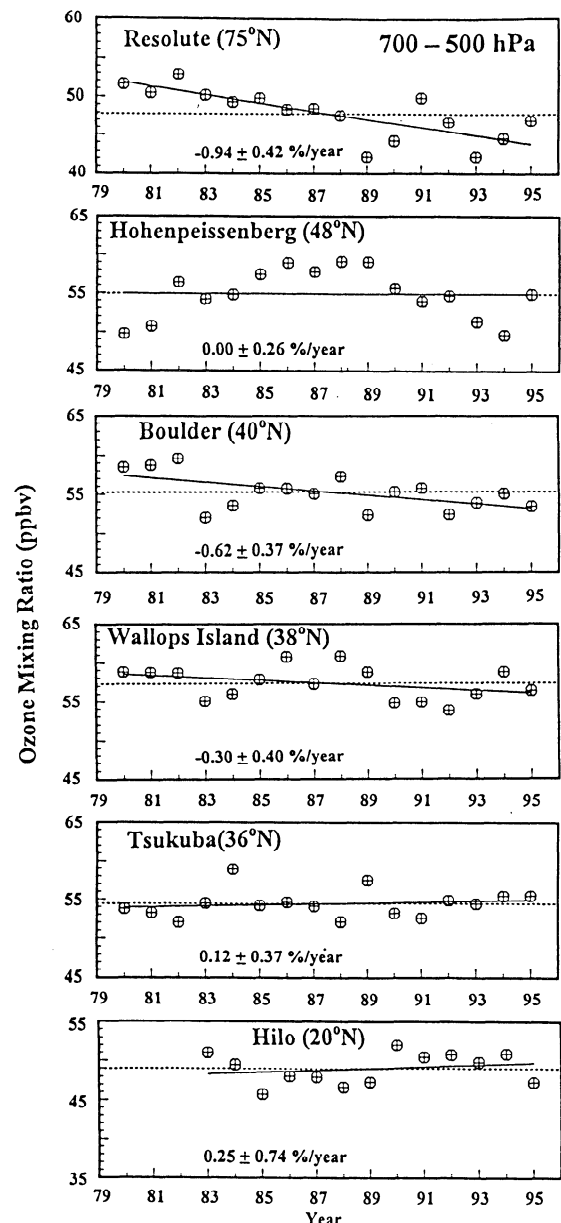 60
Resolute (75°N) 700 – 500 hPa
50
-0.94 ± 0.42 %/year
40
79 81 83 85 87 89 91 93 95
65
Hohenpeissenberg (48°N)
55
0.00 ± 0.26 %/year
45
79 81 83 85 87 89 91 93 95
65
Boulder (40°N)
55
-0.62 ± 0.37 %/year
45
79 81 83 85 87 89 91 93 95
Ozone Mixing Ratio (ppbv)
65
Wallops Island (38°N)
55
-0.30 ± 0.40 %/year
45
79 81 83 85 87 89 91 93 95
65
Tsukuba(36°N)
55
0.12 ± 0.37 %/year
45
79 81 83 85 87 89 91 93 95
55
Hilo (20°N)
45
0.25 ± 0.74 %/year
35
79 81 83 85 87 89 91 93 95
Year